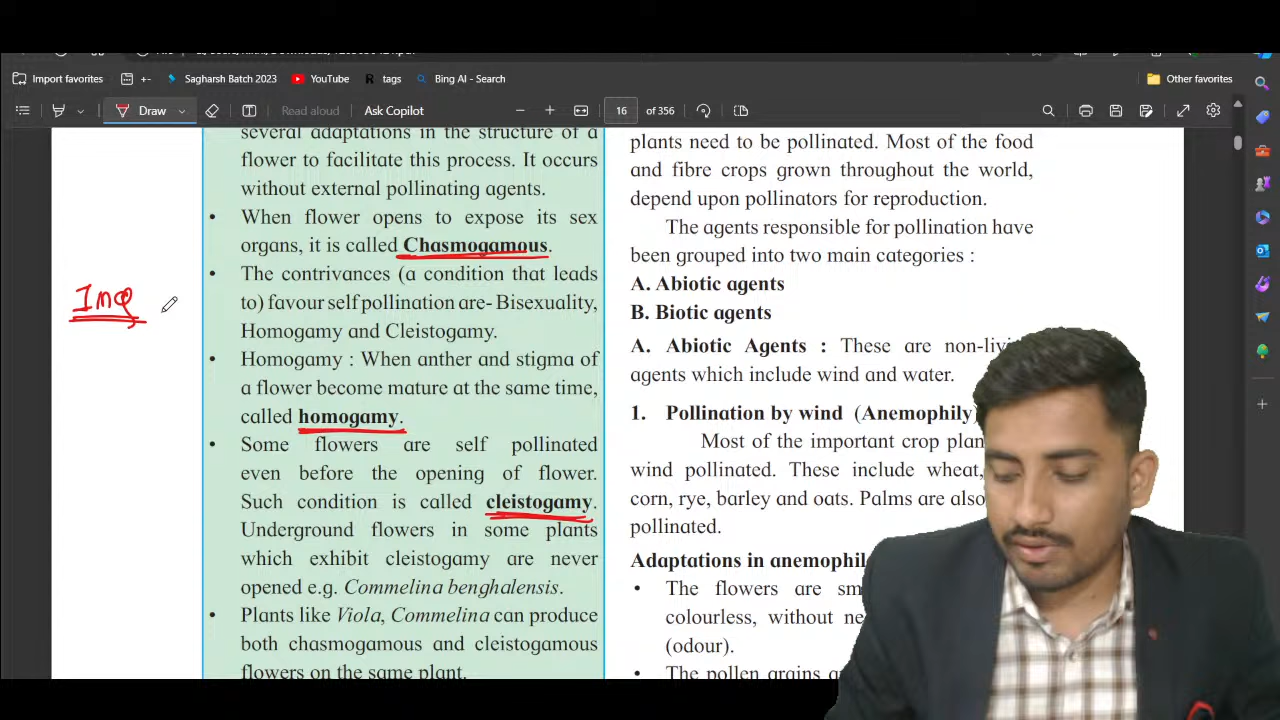 Import favorites
Sagharsh Batch 2023
YouTube
tags
Bing AI - Search
Other favorites
Draw
Read aloud
Ask Copilot
16 of 356
several adaptations in the structure of a
flower to facilitate this process. It occurs
without external pollinating agents.
• When flower opens to expose its sex
organs, it is called Chasmogamous.
• The contrivances (a condition that leads
to) favour self pollination are- Bisexuality,
Homogamy and Cleistogamy.
• Homogamy : When anther and stigma of
a flower become mature at the same time,
called homogamy.
• Some flowers are self pollinated
even before the opening of flower.
Such condition is called cleistogamy.
Underground flowers in some plants
which exhibit cleistogamy are never
opened e.g. Commelina benghalensis.
• Plants like Viola, Commelina can produce
both chasmogamous and cleistogamous
flowers on the same plant.
Imp
plants need to be pollinated. Most of the food
and fibre crops grown throughout the world,
depend upon pollinators for reproduction.
The agents responsible for pollination have
been grouped into two main categories :
A. Abiotic agents
B. Biotic agents
A. Abiotic Agents : These are
agents which include wind and water.
1. Pollination by wind (Anemophily)
Most of the important crop
wind pollinated. These include wheat,
corn, rye, barley and oats. Palms are also
pollinated.
Adaptations in
• The flowers are
colourless, without
(odour).
• The pollen grains